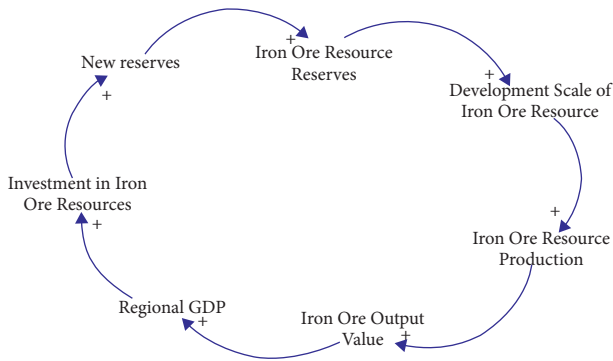 New reserves
+
Iron Ore Resource
Reserves
+
Development Scale of
Iron Ore Resource
+
Iron Ore Resource
Production
+
Iron Ore Output
Value
+
Regional GDP
+
Investment in Iron
Ore Resources
+